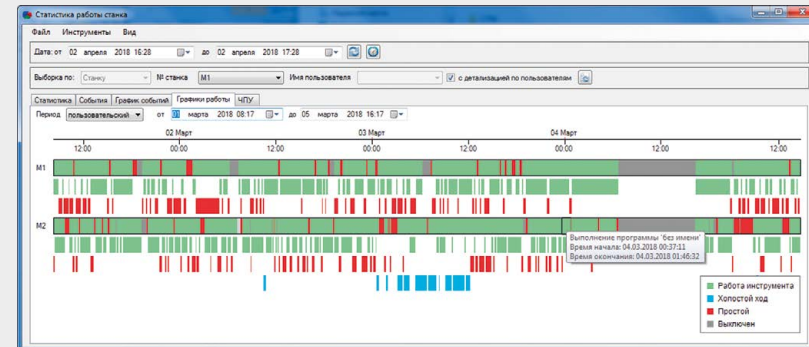 Статистика работы станка
Файл Инструменты Вид
Дата: от 02 апреля 2018 16:28 до 02 апреля 2018 17:28
Выборка по: Станку № станка М1 Имя пользователя с детализацией по пользователям
Статистика События График событий Графики работы ЧПУ
Период пользовательский от 01 марта 2018 08:17 до 05 марта 2018 16:17
02 Март 03 Март 04 Март
12:00 00:00 12:00 00:00 12:00 00:00 12:00 12:00
М1
М2
Выполнение программы 'без имени'
Время начала: 04.03.2018 00:37:11
Время окончания: 04.03.2018 01:46:32
Работа инструмента
Холостой ход
Простой
Выключен